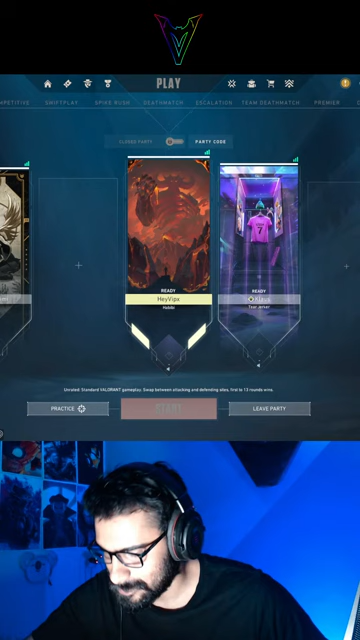 PLAY
SWIFTPLAY
SPIKE RUSH
DEATHMATCH
ESCALATION
TEAM DEATHMATCH
PREMIER
CLOSED PARTY
PARTY CODE
READY
HeyVipx
READY
7
Unrated: Standard VALORANT gameplay. Swap between attacking and defending sides, first to 13 rounds wins.
PRACTICE
START
LEAVE PARTY